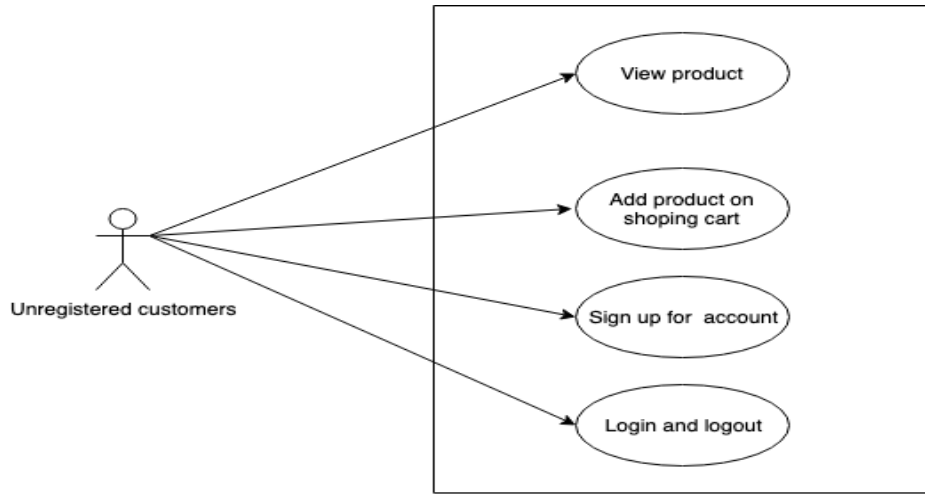 View product
Add product on
shoping cart
Unregistered customers
Sign up for account
Login and logout